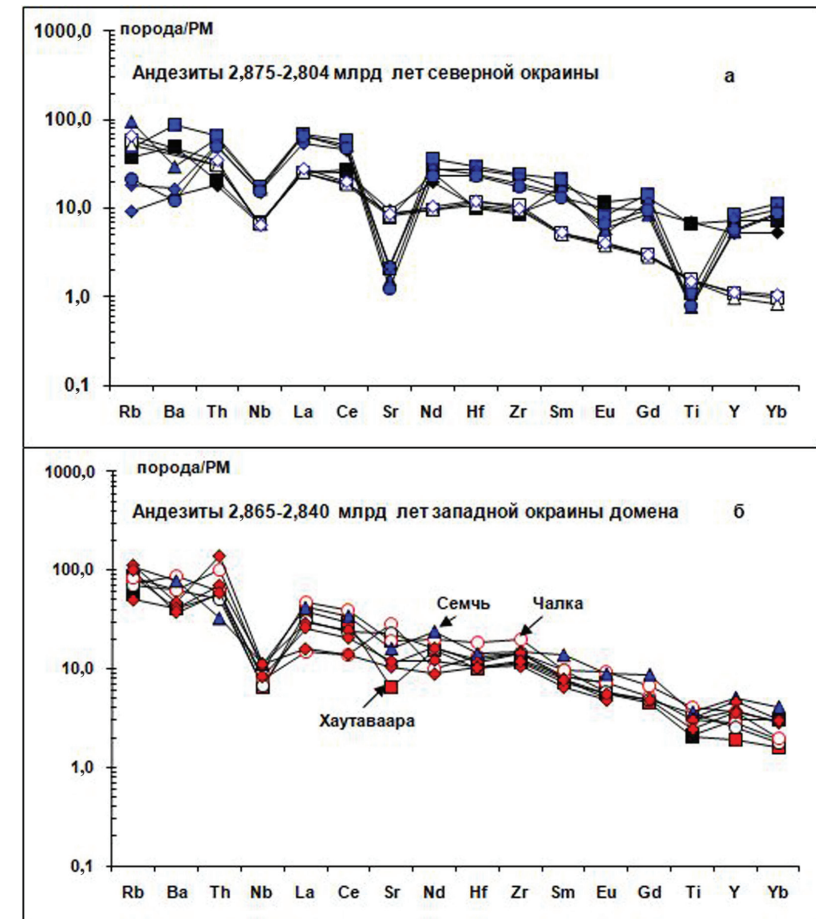 порода/РМ
1000,0
Андезиты 2,875-2,804 млрд лет северной окраины а
100,0
10,0
1,0
0,1
Rb Ba Th Nb La Ce Sr Nd Hf Zr Sm Eu Gd Ti Y Yb
порода/РМ
1000,0
Андезиты 2,865-2,840 млрд лет западной окраины домена б
100,0
Семчь Чалка
10,0
Хаутаваара
1,0
0,1
Rb Ba Th Nb La Ce Sr Nd Hf Zr Sm Eu Gd Ti Y Yb